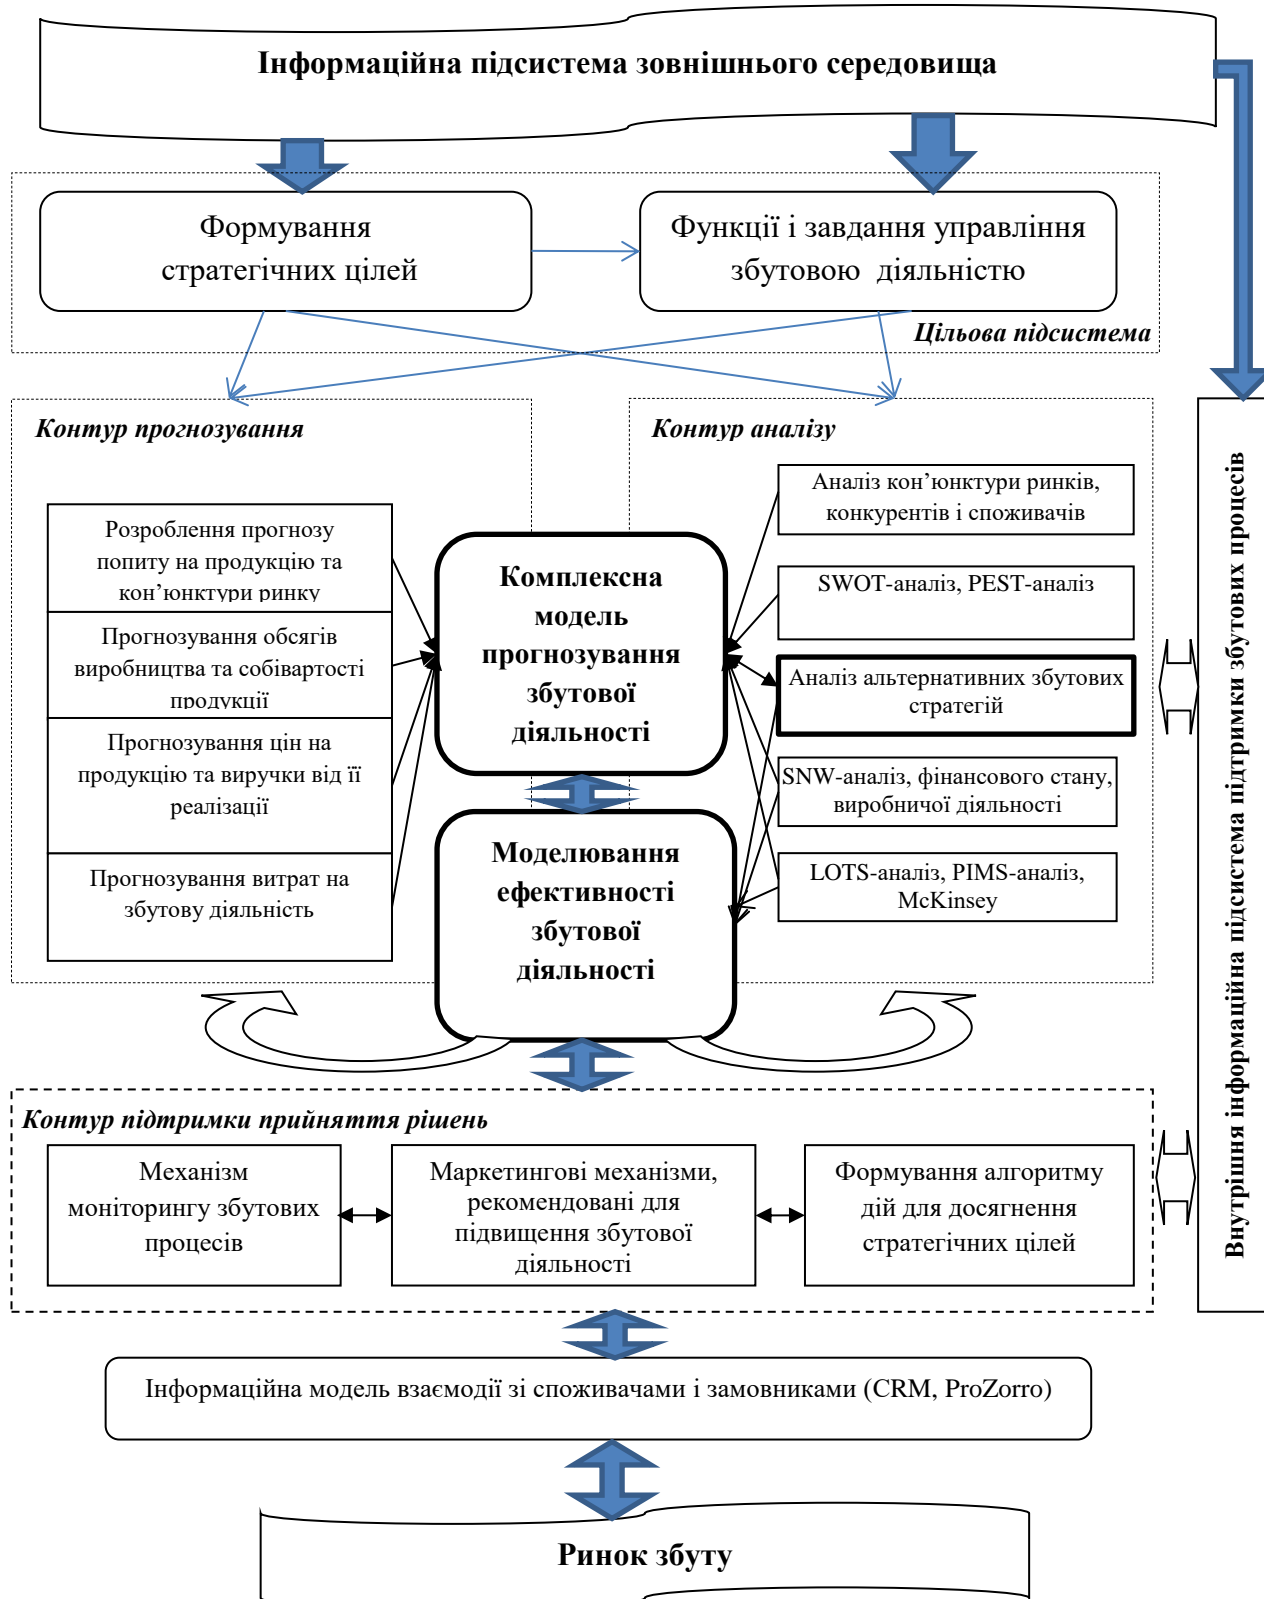 Інформаційна підсистема зовнішнього середовища
Формування
стратегічних цілей
Функції і завдання управління
збутовою діяльністю
Цільова підсистема
Контур прогнозування
Розроблення прогнозу
попиту на продукцію та
кон’юнктури ринку
Прогнозування обсягів
виробництва та собівартості
продукції
Прогнозування цін на
продукцію та виручки від її
реалізації
Прогнозування витрат на
збутову діяльність
Комплексна
модель
прогнозування
збутової
діяльності
Моделювання
ефективності
збутової
діяльності
Контур аналізу
Аналіз кон’юнктури ринків,
конкурентів і споживачів
SWOT-аналіз, PEST-аналіз
Аналіз альтернативних збутових
стратегій
SNW-аналіз, фінансового стану,
виробничої діяльності
LOTS-аналіз, PIMS-аналіз,
McKinsey
Внутрішня інформаційна підсистема підтримки збутових процесів
Контур підтримки прийняття рішень
Механізм
моніторингу збутових
процесів
Маркетингові механізми,
рекомендовані для
підвищення збутової
діяльності
Формування алгоритму
дій для досягнення
стратегічних цілей
Інформаційна модель взаємодії зі споживачами і замовниками (CRM, ProZorro)
Ринок збуту